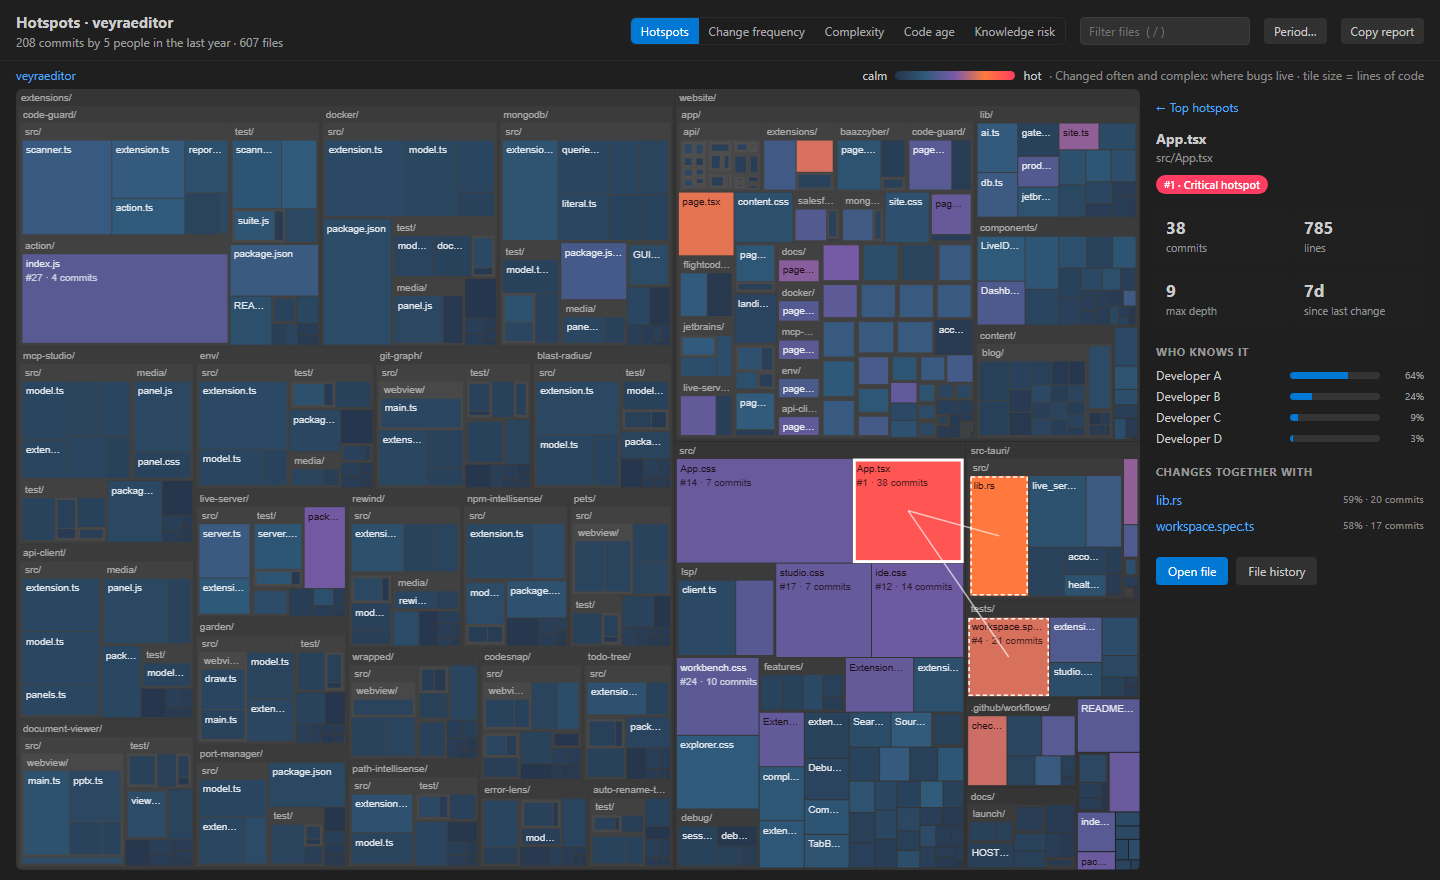 Hotspots · veyraeditor
208 commits by 5 people in the last year · 607 files
Hotspots
Change frequency
Complexity
Code age
Knowledge risk
Filter files ( / )
Period...
Copy report
veyraeditor
calm
hot · Changed often and complex: where bugs live · tile size = lines of code
extensions/
code-guard/
src/
scanner.ts
extension.ts
repor...
action.ts
test/
scann...
suite.js
action/
index.js
#27 · 4 commits
package.json
REA...
docker/
src/
extension.ts
model.ts
package.json
test/
mod...
doc...
media/
panel.js
mongodb/
src/
extensio...
querie...
literal.ts
test/
model.t...
package.js...
GUI...
media/
pane...
mcp-studio/
src/
model.ts
exten...
media/
panel.js
panel.css
test/
packag...
env/
src/
extension.ts
model.ts
test/
packag...
media/
git-graph/
src/
webview/
main.ts
extens...
test/
blast-radius/
src/
extension.ts
model.ts
test/
model...
packa...
live-server/
src/
server.ts
extensi...
test/
server....
pack...
rewind/
src/
extensi...
test/
media/
mod...
rewi...
npm-intellisense/
src/
extension.ts
test/
mod...
package....
pets/
src/
webview/
test/
api-client/
src/
extension.ts
model.ts
panels.ts
media/
panel.js
pack...
test/
model...
garden/
src/
webvi...
draw.ts
main.ts
model.ts
exten...
test/
wrapped/
src/
webview/
test/
codesnap/
src/
webvi...
test/
todo-tree/
src/
extensio...
test/
pack...
document-viewer/
src/
webview/
main.ts
pptx.ts
test/
view...
port-manager/
src/
model.ts
exten...
package.json
test/
path-intellisense/
src/
extension...
model.ts
test/
error-lens/
src/
test/
mod...
auto-rename-t...
test/
src/
website/
app/
api/
extensions/
baazcyber/
page....
code-guard/
page...
page.tsx
content.css
salesf...
mong...
site.css
pag...
flightcod...
pag...
docs/
page...
landi...
docker/
page...
jetbrains/
mcp-...
page...
acc...
env/
page...
live-serv...
pag...
api-cli...
page...
lib/
ai.ts
gate...
site.ts
prod...
db.ts
jetbr...
components/
LiveID...
Dashb...
content/
blog/
src/
App.css
#14 · 7 commits
App.tsx
#1 · 38 commits
lsp/
client.ts
studio.css
#17 · 7 commits
ide.css
#12 · 14 commits
workbench.css
#24 · 10 commits
features/
Extension...
extensi...
Exten...
exten...
Sear...
Sour...
explorer.css
compl...
Debu...
Com...
debug/
sess...
deb...
exten...
TabB...
src-tauri/
src/
lib.rs
live_ser...
acco...
healt...
tests/
workspace.sp...
#4 · 21 commits
extensi...
studio....
.github/workflows/
chec...
README...
docs/
launch/
HOST...
inde...
pac...
← Top hotspots
App.tsx
src/App.tsx
#1 · Critical hotspot
38
commits
785
lines
9
max depth
7d
since last change
WHO KNOWS IT
Developer A 64%
Developer B 24%
Developer C 9%
Developer D 3%
CHANGES TOGETHER WITH
lib.rs 59% · 20 commits
workspace.spec.ts 58% · 17 commits
Open file
File history